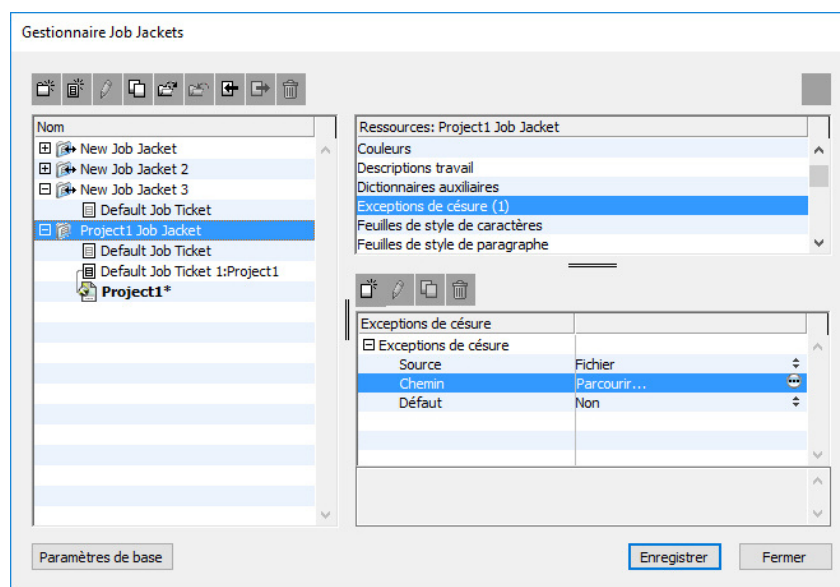 Gestionnaire Job Jackets
Nom
New Job Jacket
New Job Jacket 2
New Job Jacket 3
Default Job Ticket
Project1 Job Jacket
Default Job Ticket
Default Job Ticket 1:Project1
Project1*
Ressources: Project1 Job Jacket
Couleurs
Descriptions travail
Dictionnaires auxiliaires
Exceptions de césure (1)
Feuilles de style de caractères
Feuilles de style de paragraphe
Exceptions de césure
Exceptions de césure
Source Fichier
Chemin Parcourir...
Défaut Non
Paramètres de base
Enregistrer
Fermer